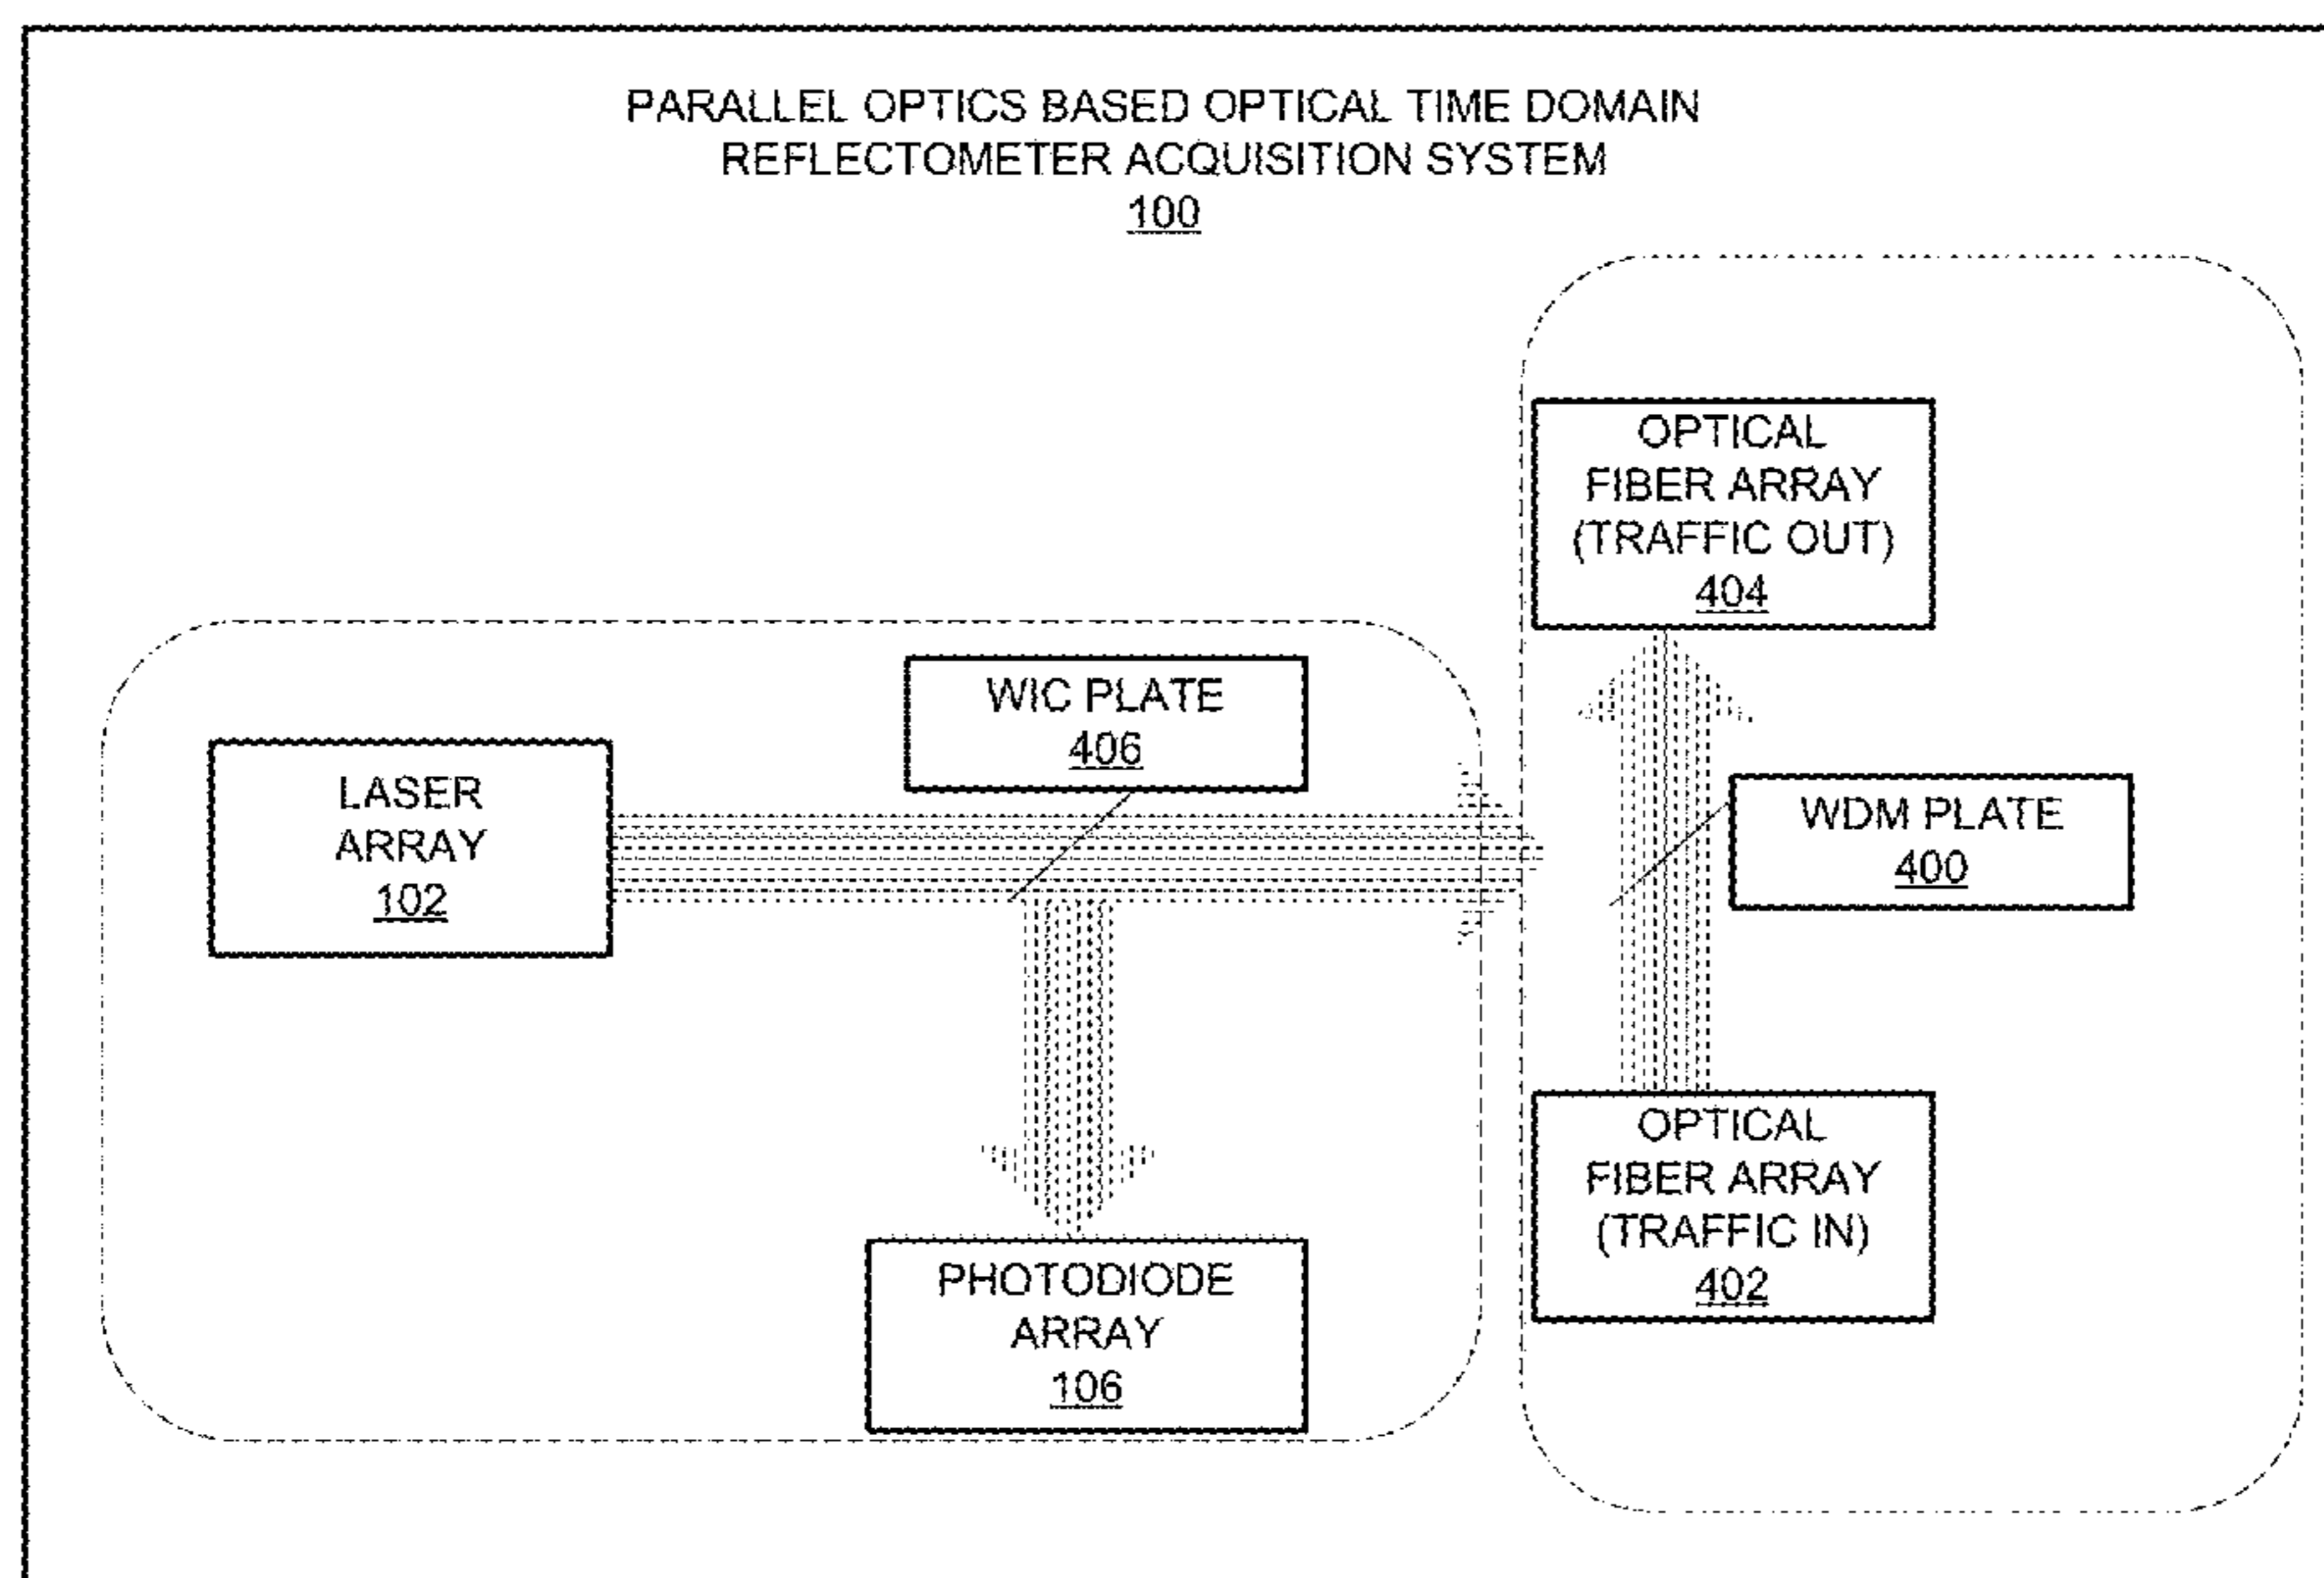 PARALLEL OPTICS BASED OPTICAL TIME DOMAIN
REFLECTOMETER ACQUISITION SYSTEM
100
OPTICAL
FIBER ARRAY
(TRAFFIC OUT)
404
WIC PLATE
406
LASER
ARRAY
102
WDM PLATE
400
OPTICAL
FIBER ARRAY
(TRAFFIC IN)
402
PHOTODIODE
ARRAY
106